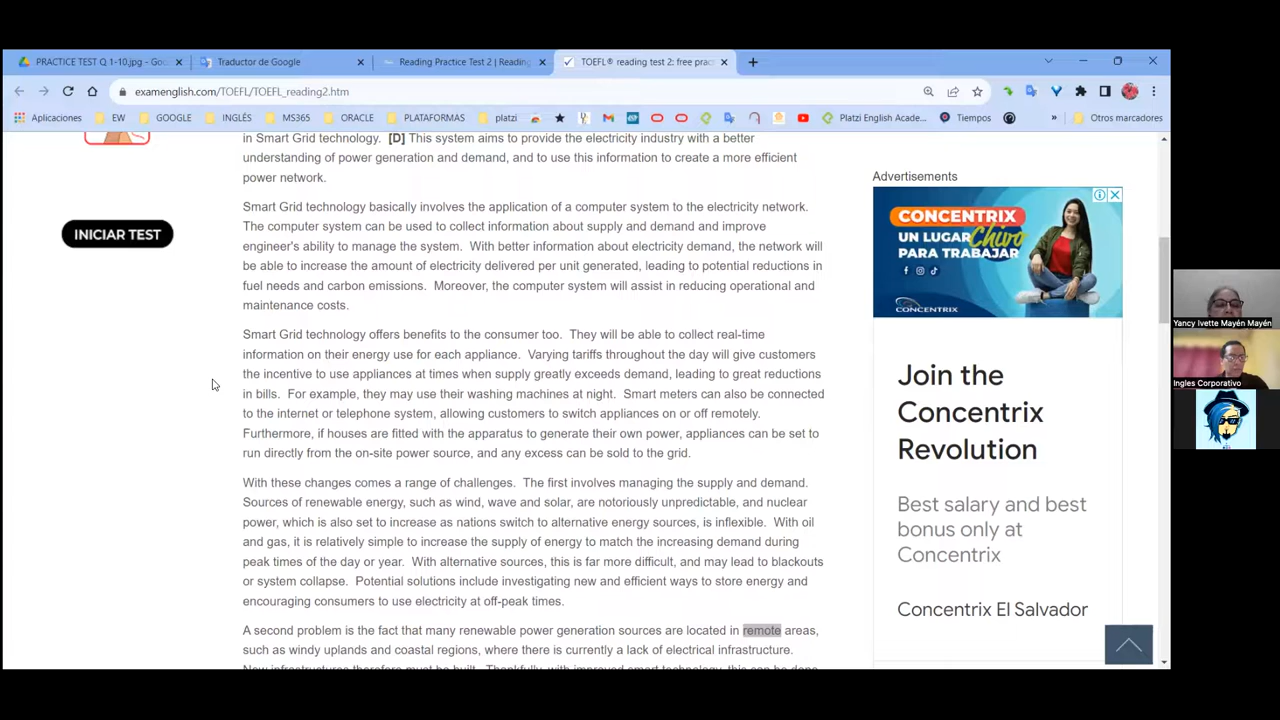 PRACTICE TEST Q 1-10.jpg - Goo
Traductor de Google
Reading Practice Test 2 | Reading
TOEFL® reading test 2: free prac
examenglish.com/TOEFL/TOEFL_reading2.htm
Aplicaciones
EW
GOOGLE
INGLÉS
MS365
ORACLE
PLATAFORMAS
platzi
Platzi English Acade...
Tiempos
»
Otros marcadores
in Smart Grid technology. [D] This system aims to provide the electricity industry with a better
understanding of power generation and demand, and to use this information to create a more efficient
power network.
Smart Grid technology basically involves the application of a computer system to the electricity network.
The computer system can be used to collect information about supply and demand and improve
engineer's ability to manage the system. With better information about electricity demand, the network will
be able to increase the amount of electricity delivered per unit generated, leading to potential reductions in
fuel needs and carbon emissions. Moreover, the computer system will assist in reducing operational and
maintenance costs.
Smart Grid technology offers benefits to the consumer too. They will be able to collect real-time
information on their energy use for each appliance. Varying tariffs throughout the day will give customers
the incentive to use appliances at times when supply greatly exceeds demand, leading to great reductions
in bills. For example, they may use their washing machines at night. Smart meters can also be connected
to the internet or telephone system, allowing customers to switch appliances on or off remotely.
Furthermore, if houses are fitted with the apparatus to generate their own power, appliances can be set to
run directly from the on-site power source, and any excess can be sold to the grid.
With these changes comes a range of challenges. The first involves managing the supply and demand.
Sources of renewable energy, such as wind, wave and solar, are notoriously unpredictable, and nuclear
power, which is also set to increase as nations switch to alternative energy sources, is inflexible. With oil
and gas, it is relatively simple to increase the supply of energy to match the increasing demand during
peak times of the day or year. With alternative sources, this is far more difficult, and may lead to blackouts
or system collapse. Potential solutions include investigating new and efficient ways to store energy and
encouraging consumers to use electricity at off-peak times.
A second problem is the fact that many renewable power generation sources are located in remote areas,
such as windy uplands and coastal regions, where there is currently a lack of electrical infrastructure.
New infrastructures therefore must be built. Thankfully, with improved smart technology, this can be done
INICIAR TEST
Advertisements
CONCENTRIX
UN LUGAR Chivo
PARA TRABAJAR
CONCENTRIX
Join the
Concentrix
Revolution
Best salary and best
bonus only at
Concentrix
Concentrix El Salvador
Yancy Ivette Mayén Mayén
Ingles Corporativo